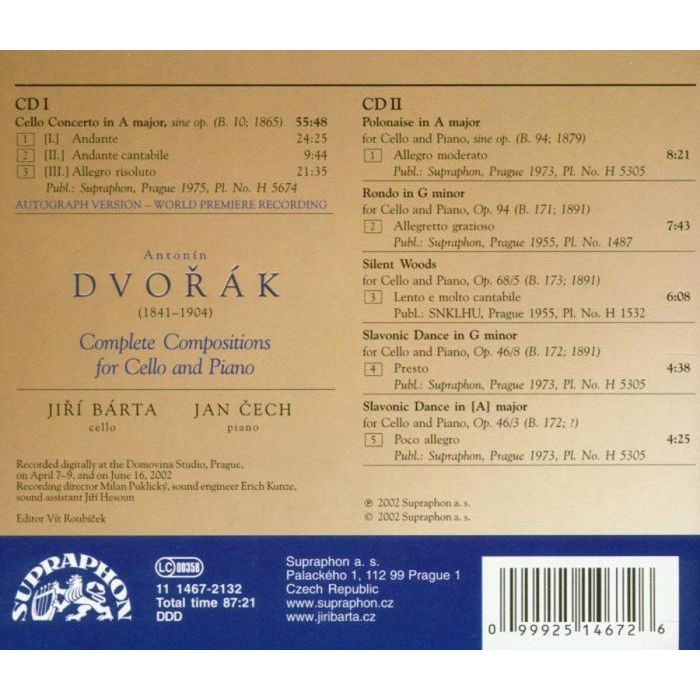 CD I
Cello Concerto in A major, sine op. (B. 10; 1865) 55:48
1 [I.] Andante 24:25
2 [II.] Andante cantabile 9:44
3 [III.] Allegro risoluto 21:35
Publ.: Supraphon, Prague 1975, Pl. No. H 5674
AUTOGRAPH VERSION – WORLD PREMIERE RECORDING
Antonín
DVOŘÁK
(1841–1904)
Complete Compositions
for Cello and Piano
JIŘÍ BÁRTA JAN ČECH
cello piano
Recorded digitally at the Domovina Studio, Prague,
on April 7–9, and on June 16, 2002
Recording director Milan Puklický, sound engineer Erich Kunze,
sound assistant Jiří Hesoun
Editor Vít Roubíček
CD II
Polonaise in A major
for Cello and Piano, sine op. (B. 94; 1879)
1 Allegro moderato 8:21
Publ.: Supraphon, Prague 1973, Pl. No. H 5305
Rondo in G minor
for Cello and Piano, Op. 94 (B. 171; 1891)
2 Allegretto grazioso 7:43
Publ.: Supraphon, Prague 1955, Pl. No. 1487
Silent Woods
for Cello and Piano, Op. 68/5 (B. 173; 1891)
3 Lento e molto cantabile 6:08
Publ.: SNKLHU, Prague 1955, Pl. No. H 1532
Slavonic Dance in G minor
for Cello and Piano, Op. 46/8 (B. 172; 1891)
4 Presto 4:38
Publ.: Supraphon, Prague 1973, Pl. No. H 5305
Slavonic Dance in [A] major
for Cello and Piano, Op. 46/3 (B. 172; ?)
5 Poco allegro 4:25
Publ.: Supraphon, Prague 1973, Pl. No. H 5305
℗ 2002 Supraphon a. s.
© 2002 Supraphon a. s.
SUPRAPHON
LC 00358
11 1467-2132
Total time 87:21
DDD
Supraphon a. s.
Palackého 1, 112 99 Prague 1
Czech Republic
www.supraphon.cz
www.jiribarta.cz
0 99925 14672 6